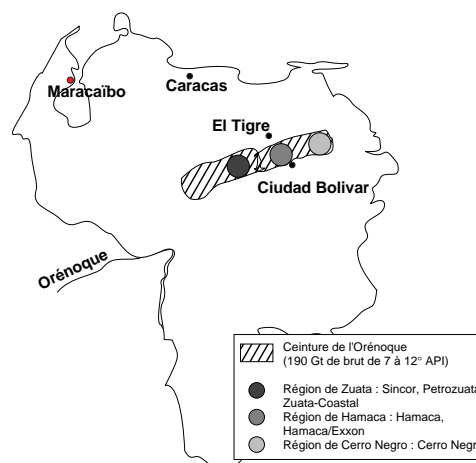 Maracaïbo
Caracas
El Tigre
Ciudad Bolivar
Orénoque
Ceinture de l'Orénoque
(190 Gt de brut de 7 à 12° API)
Région de Zuata : Sincor, Petrozuata
Zuata-Coastal
Région de Hamaca : Hamaca,
Hamaca/Exxon
Région de Cerro Negro : Cerro Negr